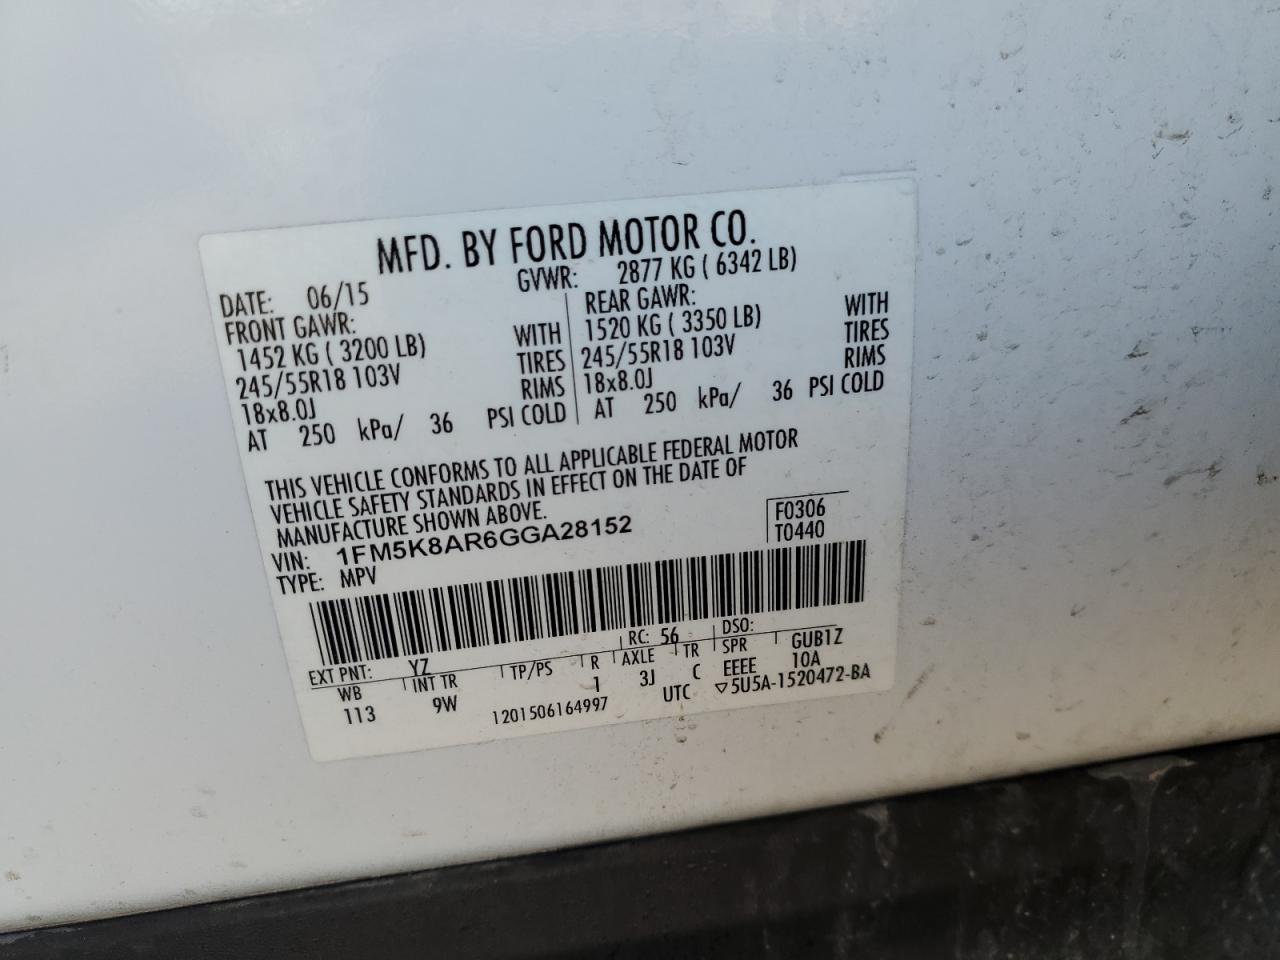 MFD. BY FORD MOTOR CO.
DATE: 06/15 GVWR: 2877 KG ( 6342 LB)
FRONT GAWR: REAR GAWR:
1452 KG ( 3200 LB) WITH 1520 KG ( 3350 LB) WITH
245/55R18 103V TIRES 245/55R18 103V TIRES
18x8.0J RIMS 18x8.0J RIMS
AT 250 kPa/ 36 PSI COLD AT 250 kPa/ 36 PSI COLD
THIS VEHICLE CONFORMS TO ALL APPLICABLE FEDERAL MOTOR
VEHICLE SAFETY STANDARDS IN EFFECT ON THE DATE OF
MANUFACTURE SHOWN ABOVE.
VIN: 1FM5K8AR6GGA28152 F0306
TYPE: MPV T0440
EXT PNT: YZ RC: 56 DSO:
WB INT TR TP/PS R AXLE TR SPR GUB1Z
113 9W 1 3J C EEEE 10A
1201506164997 UTC ▽5U5A-1520472-BA